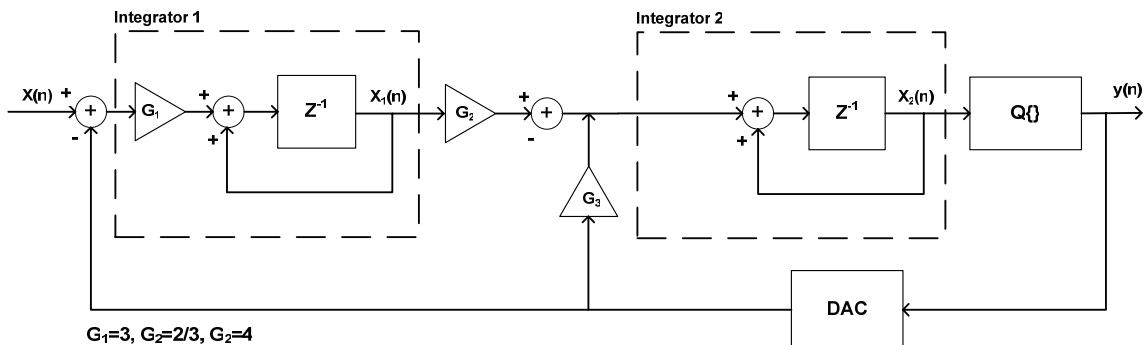 Integrator 1
Integrator 2
X(n)
+
+
-
G₁
+
+
+
Z⁻¹
X₁(n)
G₂
+
+
-
G₃
+
+
+
Z⁻¹
X₂(n)
Q{}
y(n)
DAC
G₁=3, G₂=2/3, G₂=4